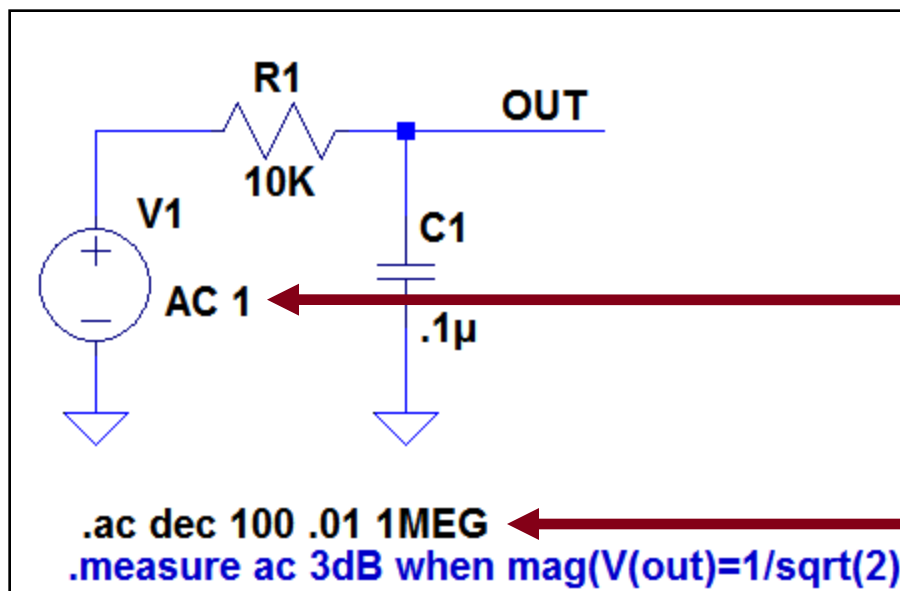 R1
OUT
10K
V1
C1
AC 1
.1µ
.ac dec 100 .01 1MEG
.measure ac 3dB when mag(V(out)=1/sqrt(2)